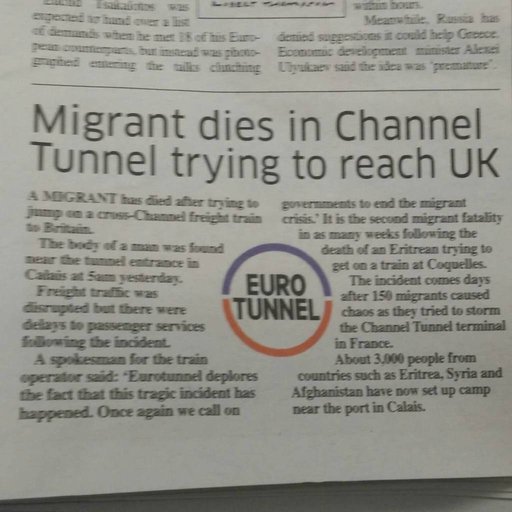 Euclid Tsakalotos was
expected to hand over a list
of demands when he met 18 of his Euro-
pean counterparts, but instead was photo-
graphed entering the talks clutching
within hours.
Meanwhile, Russia has
denied suggestions it could help Greece.
Economic development minister Alexei
Ulyukaev said the idea was 'premature'.
Migrant dies in Channel
Tunnel trying to reach UK
A MIGRANT has died after trying to
jump on a cross-Channel freight train
to Britain.
The body of a man was found
near the tunnel entrance in
Calais at 5am yesterday.
Freight traffic was
disrupted but there were
delays to passenger services
following the incident.
A spokesman for the train
operator said: 'Eurotunnel deplores
the fact that this tragic incident has
happened. Once again we call on
EURO
TUNNEL
governments to end the migrant
crisis.' It is the second migrant fatality
in as many weeks following the
death of an Eritrean trying to
get on a train at Coquelles.
The incident comes days
after 150 migrants caused
chaos as they tried to storm
the Channel Tunnel terminal
in France.
About 3,000 people from
countries such as Eritrea, Syria and
Afghanistan have now set up camp
near the port in Calais.